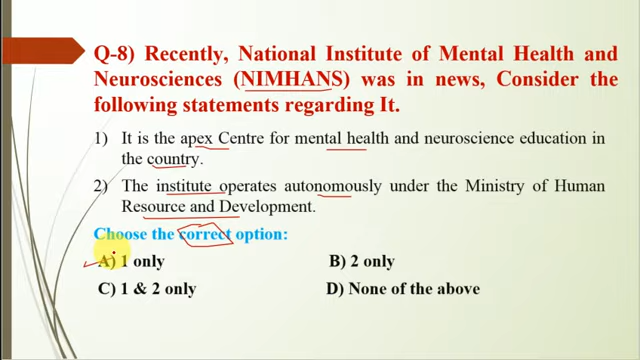 Q-8) Recently, National Institute of Mental Health and
Neurosciences (NIMHANS) was in news, Consider the
following statements regarding It.
1) It is the apex Centre for mental health and neuroscience education in
the country.
2) The institute operates autonomously under the Ministry of Human
Resource and Development.
Choose the correct option:
A) 1 only B) 2 only
C) 1 & 2 only D) None of the above